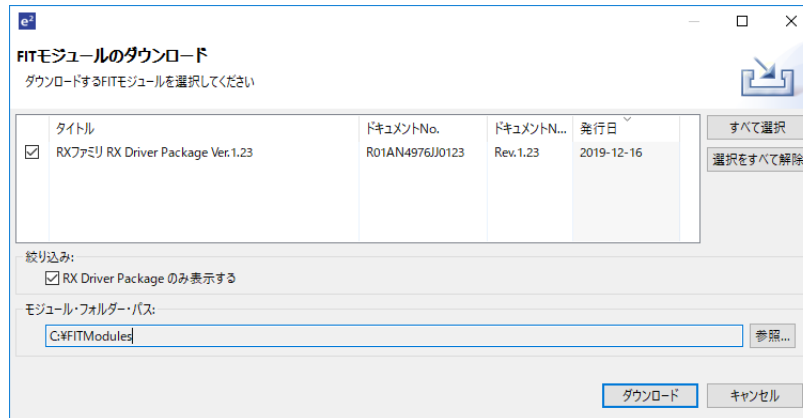 e²
FITモジュールのダウンロード
ダウンロードするFITモジュールを選択してください
タイトル ドキュメントNo. ドキュメントN... 発行日
RXファミリ RX Driver Package Ver.1.23 R01AN4976JJ0123 Rev.1.23 2019-12-16
すべて選択
選択をすべて解除
絞り込み:
RX Driver Package のみ表示する
モジュール・フォルダー・パス:
C:¥FITModules
参照...
ダウンロード キャンセル